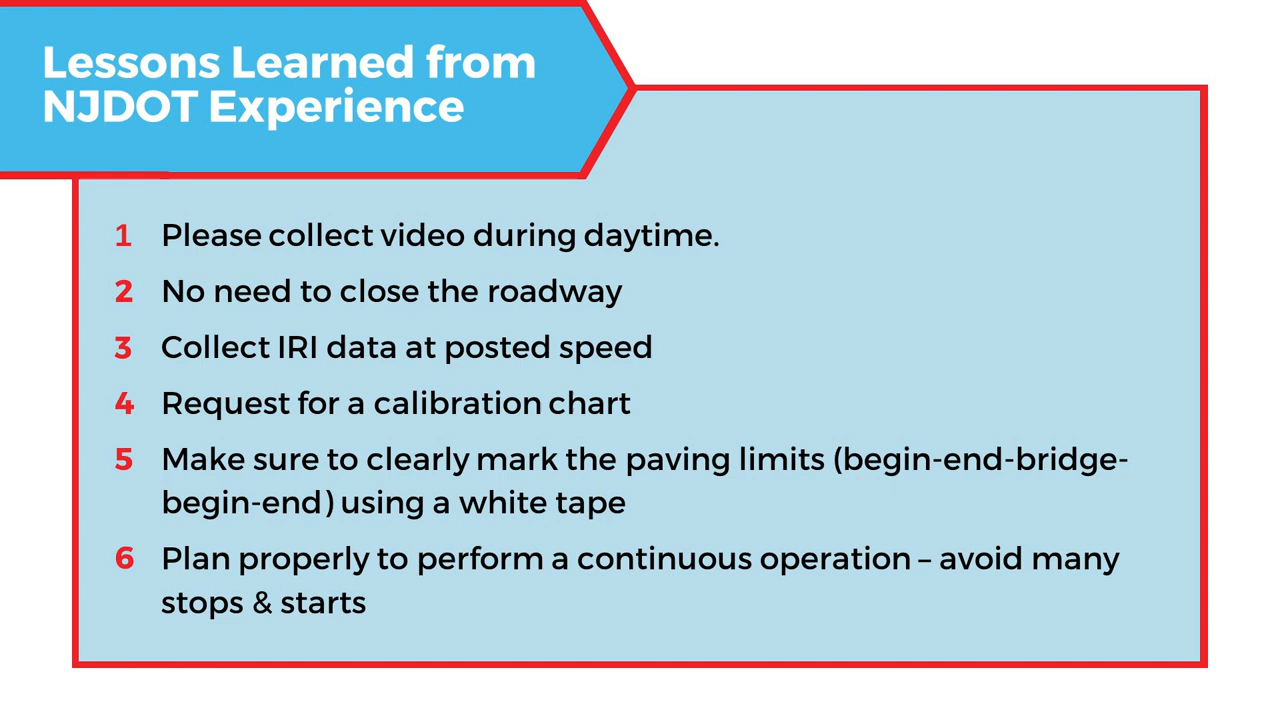 Lessons Learned from
NJDOT Experience
1 Please collect video during daytime.
2 No need to close the roadway
3 Collect IRI data at posted speed
4 Request for a calibration chart
5 Make sure to clearly mark the paving limits (begin-end-bridge-
begin-end) using a white tape
6 Plan properly to perform a continuous operation – avoid many
stops & starts